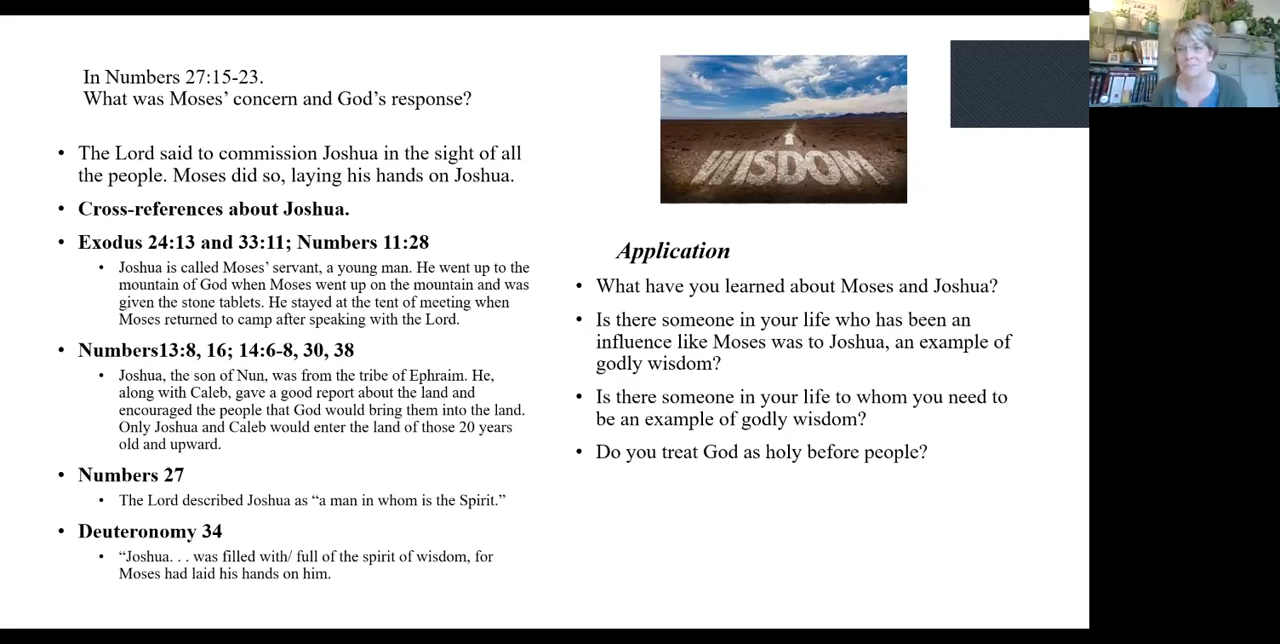 In Numbers 27:15-23.
What was Moses’ concern and God’s response?
• The Lord said to commission Joshua in the sight of all
the people. Moses did so, laying his hands on Joshua.
• Cross-references about Joshua.
• Exodus 24:13 and 33:11; Numbers 11:28
• Joshua is called Moses’ servant, a young man. He went up to the
mountain of God when Moses went up on the mountain and was
given the stone tablets. He stayed at the tent of meeting when
Moses returned to camp after speaking with the Lord.
• Numbers13:8, 16; 14:6-8, 30, 38
• Joshua, the son of Nun, was from the tribe of Ephraim. He,
along with Caleb, gave a good report about the land and
encouraged the people that God would bring them into the land.
Only Joshua and Caleb would enter the land of those 20 years
old and upward.
• Numbers 27
• The Lord described Joshua as “a man in whom is the Spirit.”
• Deuteronomy 34
• “Joshua. . . was filled with/ full of the spirit of wisdom, for
Moses had laid his hands on him.
WISDOM
Application
• What have you learned about Moses and Joshua?
• Is there someone in your life who has been an
influence like Moses was to Joshua, an example of
godly wisdom?
• Is there someone in your life to whom you need to
be an example of godly wisdom?
• Do you treat God as holy before people?